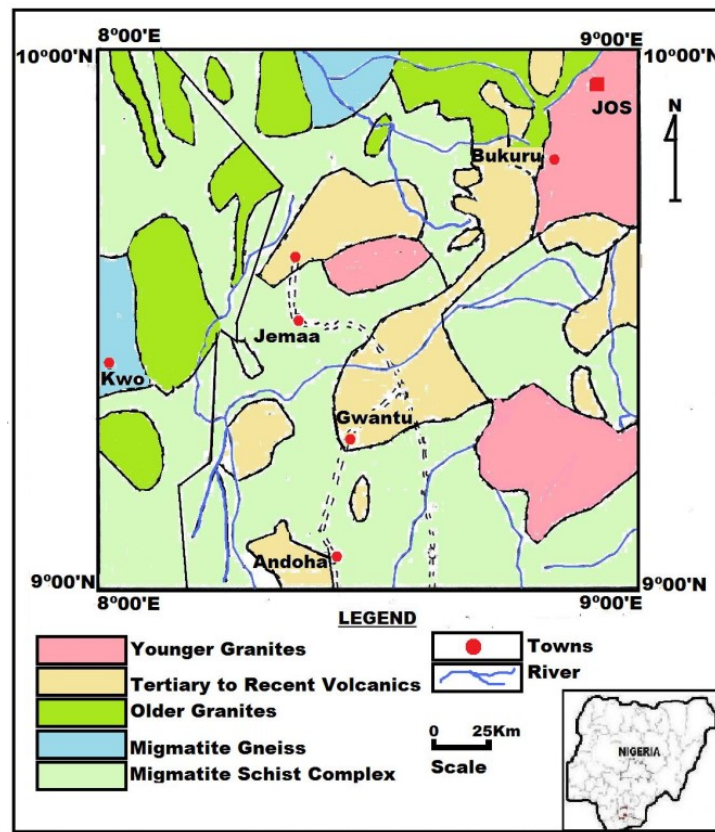 8°00'E
9°00'E
10°00'N
10°00'N
N
JOS
Bukuru
Jemaa
Kwo
Gwantu
Andoha
9°00'N
9°00'N
8°00'E
9°00'E
LEGEND
Younger Granites
Tertiary to Recent Volcanics
Older Granites
Migmatite Gneiss
Migmatite Schist Complex
Towns
River
0 25Km
Scale
NIGERIA